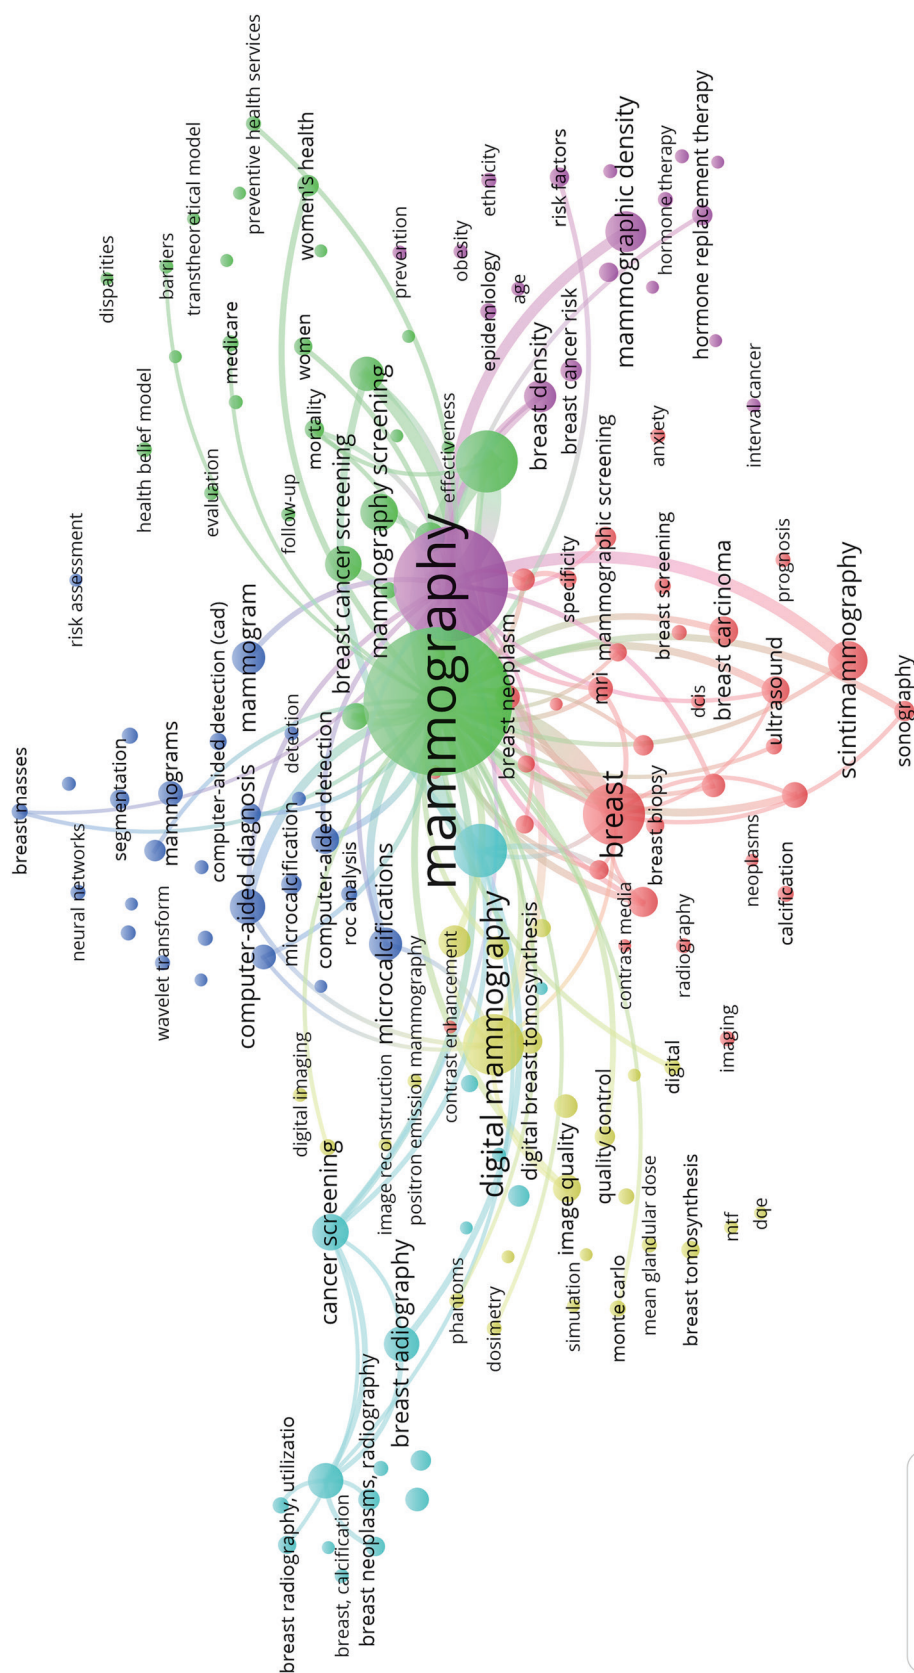 breast masses
neural networks
segmentation
mammograms
wavelet transform
computer-aided detection (cad)
computer-aided diagnosis
mammogram
microcalcification
detection
computer-aided detection
roc analysis
microcalcifications
risk assessment
health belief model
disparities
barriers
transtheoretical model
evaluation
medicare
preventive health services
follow-up
women
women's health
mortality
breast cancer screening
mammography screening
prevention
effectiveness
mammography
obesity
epidemiology
ethnicity
age
breast density
risk factors
breast cancer risk
mammographic density
hormone therapy
hormone replacement therapy
interval cancer
anxiety
breast neoplasm
specificity
mammographic screening
mri
breast
breast screening
breast biopsy
dcis
breast carcinoma
ultrasound
prognosis
scintimammography
sonography
neoplasms
calcification
contrast media
radiography
imaging
digital imaging
cancer screening
image reconstruction
positron emission mammography
contrast enhancement
digital mammography
digital breast tomosynthesis
image quality
quality control
digital
phantoms
dosimetry
simulation
monte carlo
mean glandular dose
breast tomosynthesis
mtf
dqe
breast radiography
breast radiography, utilizatio
breast, calcification
breast neoplasms, radiography